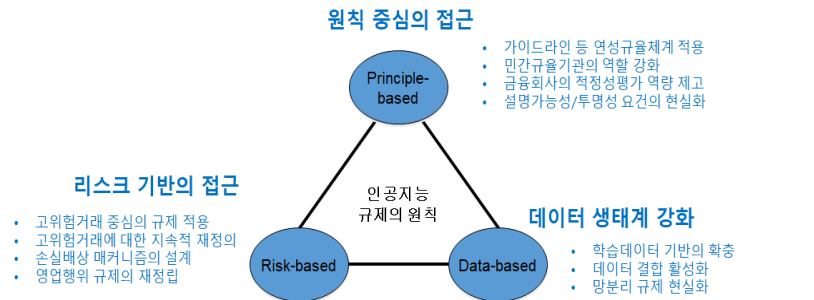 원칙 중심의 접근
• 가이드라인 등 연성규율체계 적용
• 민간규율기관의 역할 강화
• 금융회사의 적정성평가 역량 제고
• 설명가능성/투명성 요건의 현실화
Principle-
based
리스크 기반의 접근
• 고위험거래 중심의 규제 적용
• 고위험거래에 대한 지속적 재정의
• 손실배상 매커니즘의 설계
• 영업행위 규제의 재정립
인공지능
규제의 원칙
Risk-based
Data-based
데이터 생태계 강화
• 학습데이터 기반의 확충
• 데이터 결합 활성화
• 망분리 규제 현실화